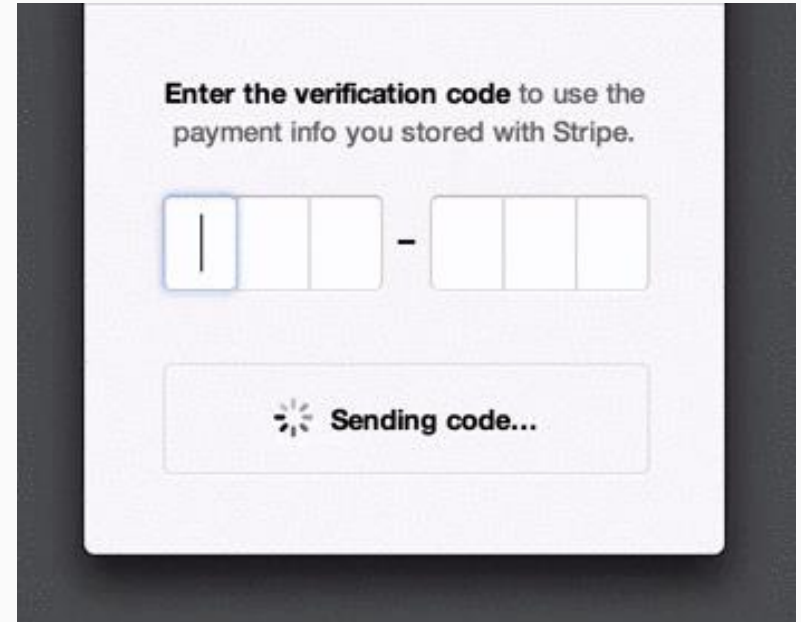 Enter the verification code to use the
payment info you stored with Stripe.
-
Sending code...